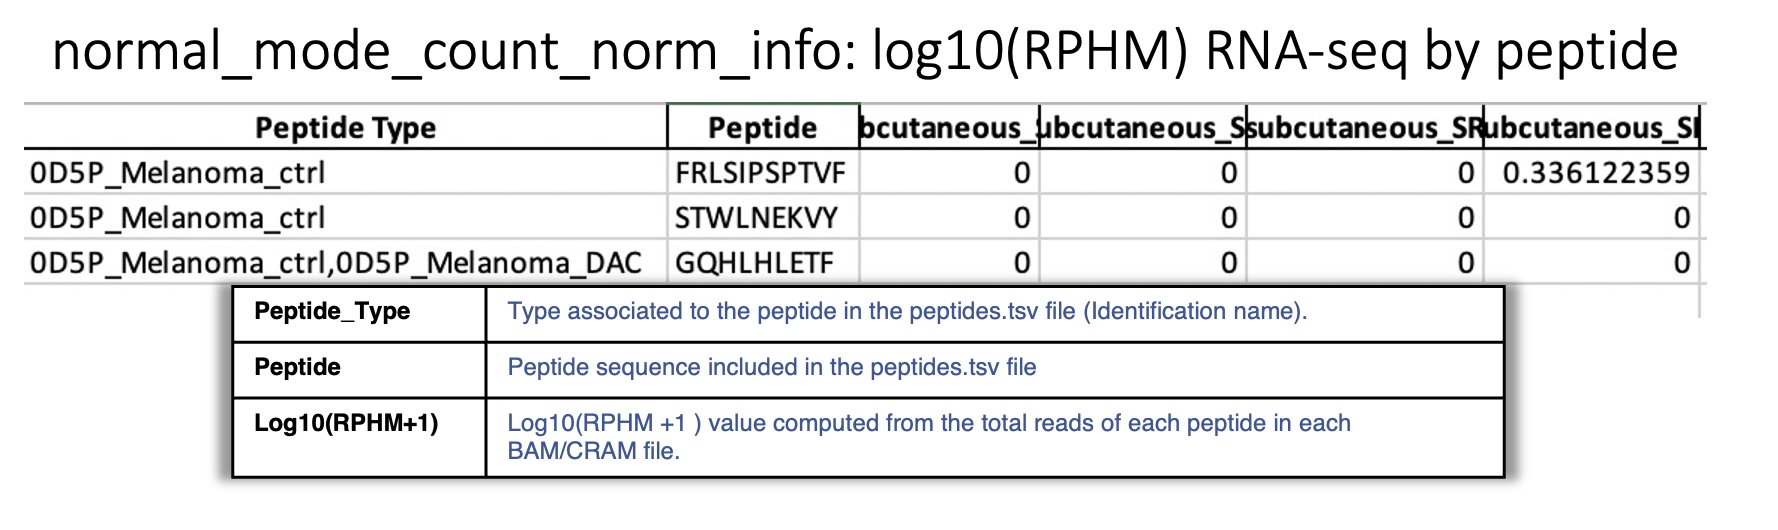 normal_mode_count_norm_info: log10(RPHM) RNA-seq by peptide
Peptide Type Peptide bcutaneous_ ubcutaneous_S subcutaneous_SR ubcutaneous_SI
0D5P_Melanoma_ctrl FRLSIPSPTVF 0 0 0 0.336122359
0D5P_Melanoma_ctrl STWLNEKVY 0 0 0 0
0D5P_Melanoma_ctrl,0D5P_Melanoma_DAC GQHLHLETF 0 0 0 0
Peptide_Type Type associated to the peptide in the peptides.tsv file (Identification name).
Peptide Peptide sequence included in the peptides.tsv file
Log10(RPHM+1) Log10(RPHM +1 ) value computed from the total reads of each peptide in each
BAM/CRAM file.